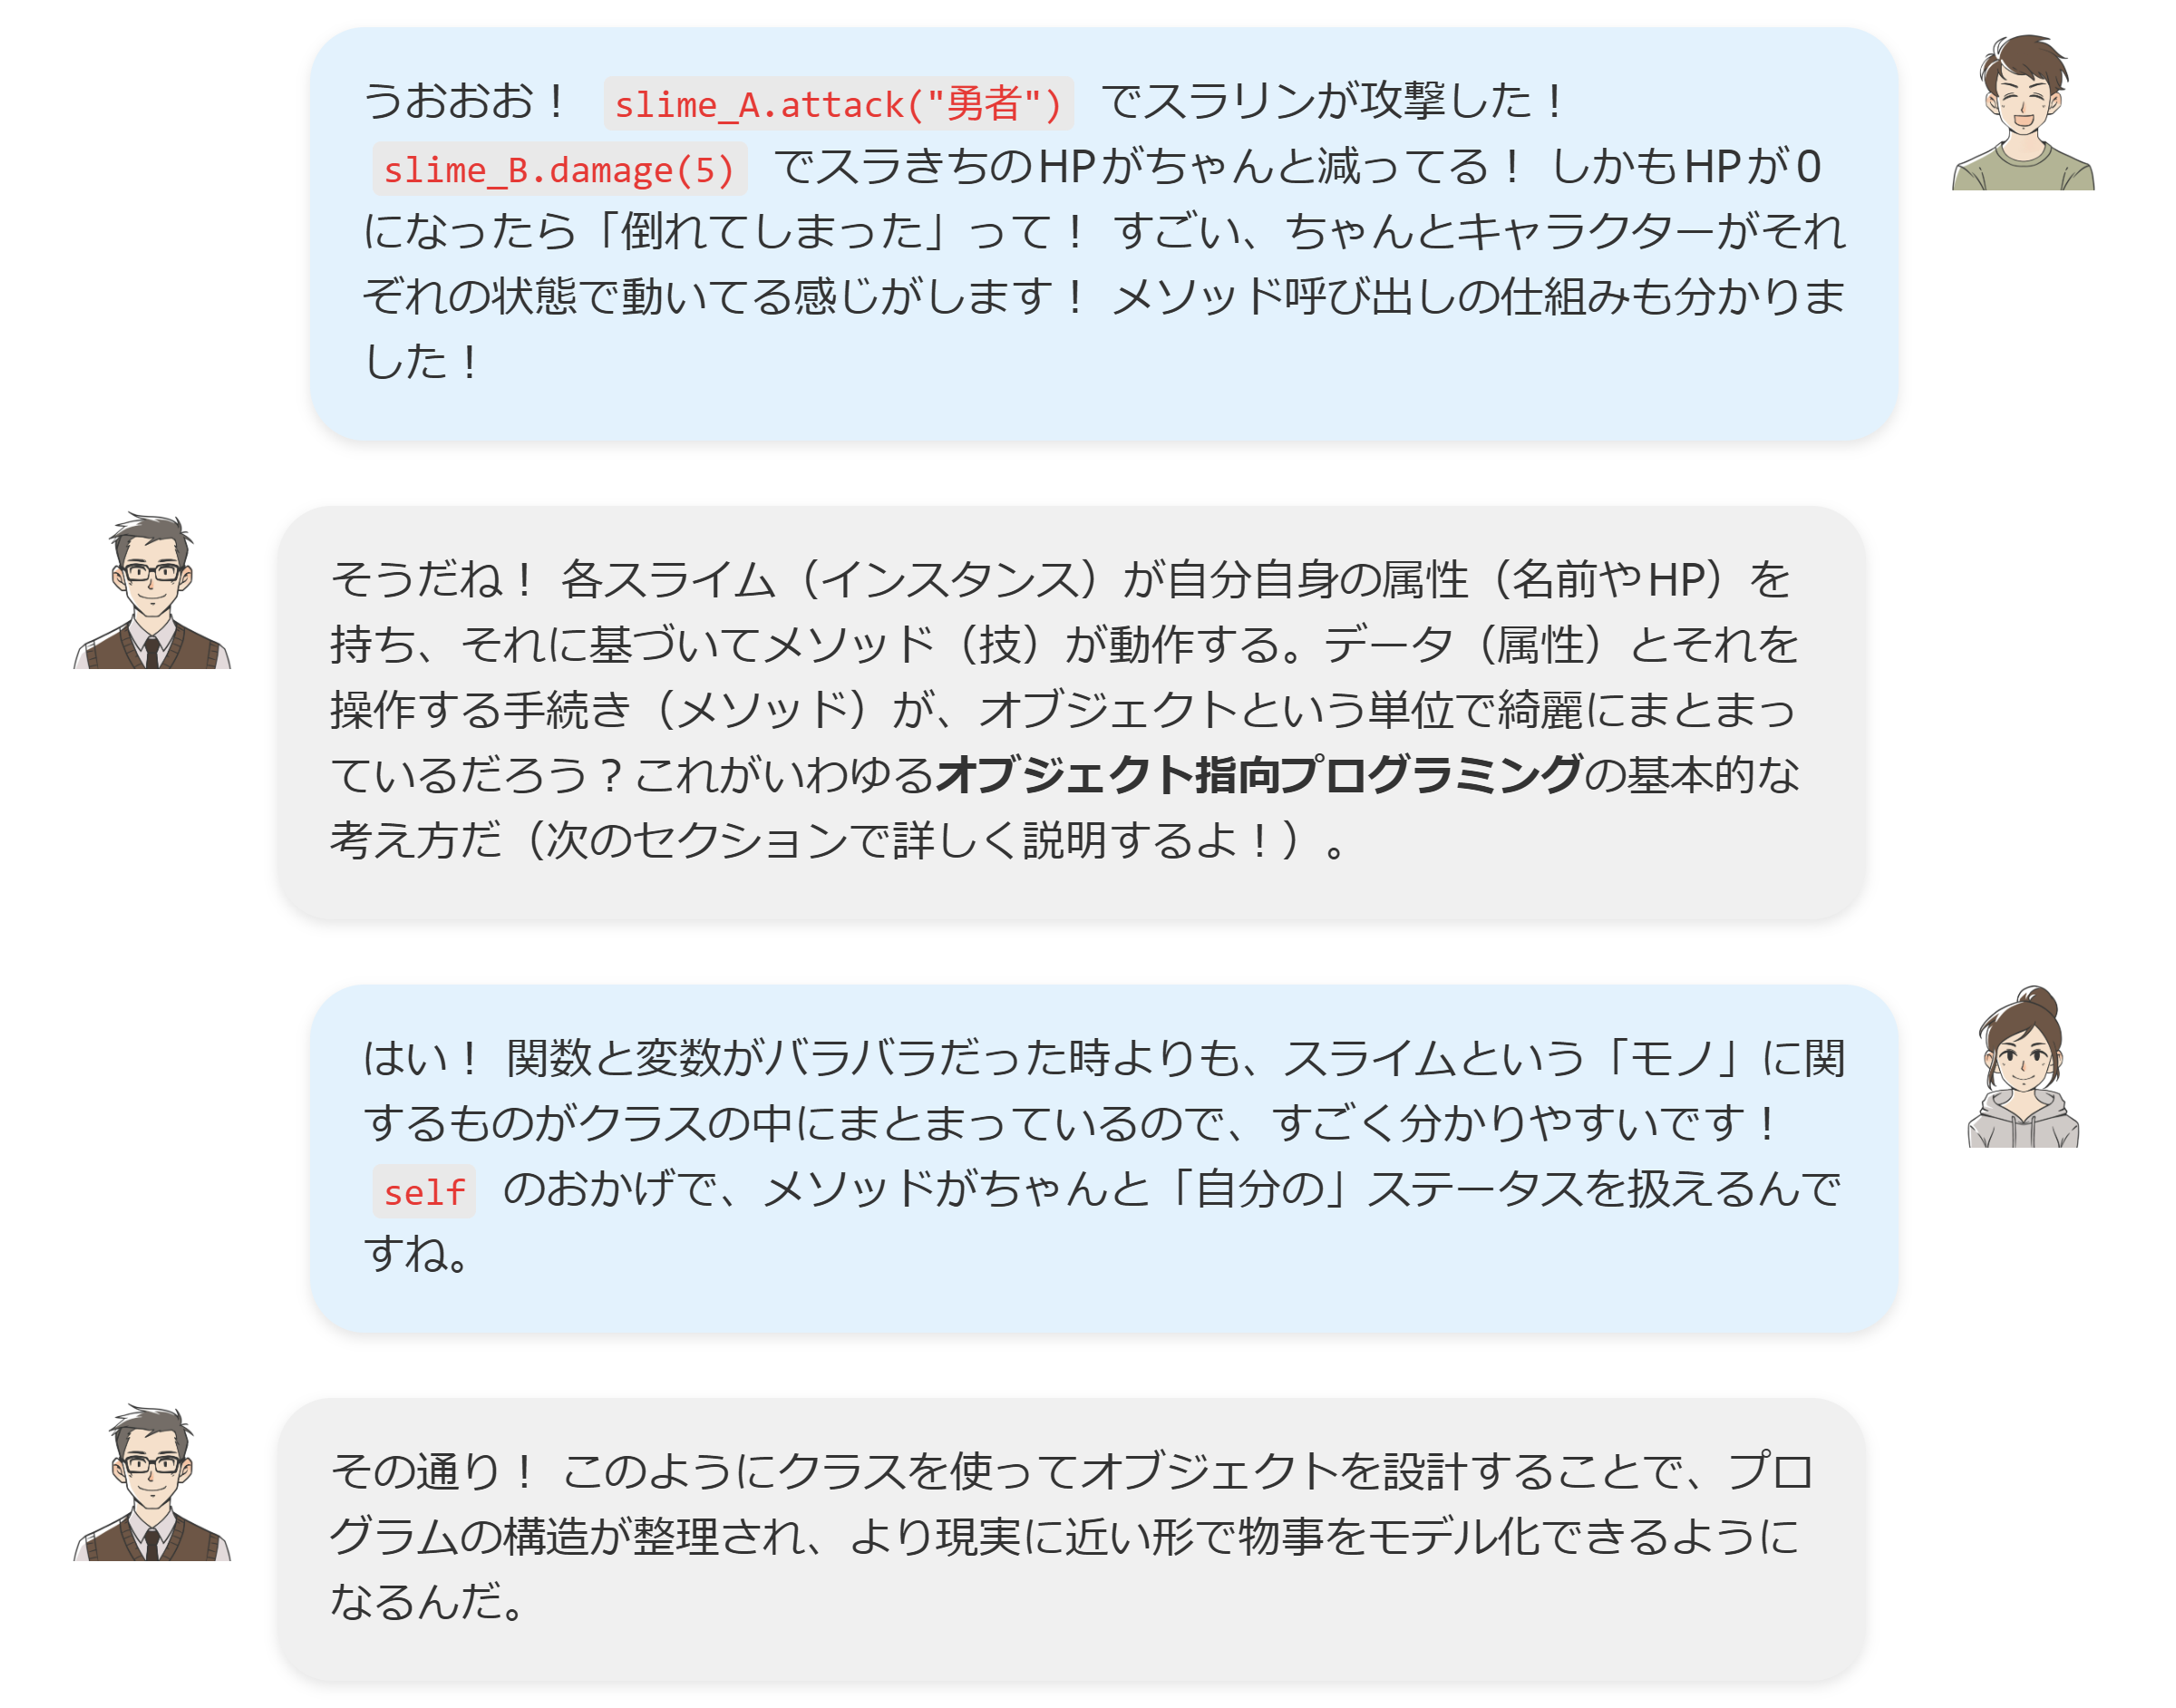 うおおお！ slime_A.attack("勇者") でスラリンが攻撃した！
slime_B.damage(5) でスラきちのHPがちゃんと減ってる！ しかもHPが0
になったら「倒れてしまった」って！ すごい、ちゃんとキャラクターがそれ
ぞれの状態で動いてる感じがします！ メソッド呼び出しの仕組みも分かりま
した！
そうだね！ 各スライム（インスタンス）が自分自身の属性（名前やHP）を
持ち、それに基づいてメソッド（技）が動作する。データ（属性）とそれを
操作する手続き（メソッド）が、オブジェクトという単位で綺麗にまとまっ
ているだろう？これがいわゆるオブジェクト指向プログラミングの基本的な
考え方だ（次のセクションで詳しく説明するよ！）。
はい！ 関数と変数がバラバラだった時よりも、スライムという「モノ」に関
するものがクラスの中にまとまっているので、すごく分かりやすいです！
self のおかげで、メソッドがちゃんと「自分の」ステータスを扱えるんで
すね。
その通り！ このようにクラスを使ってオブジェクトを設計することで、プロ
グラムの構造が整理され、より現実に近い形で物事をモデル化できるように
なるんだ。